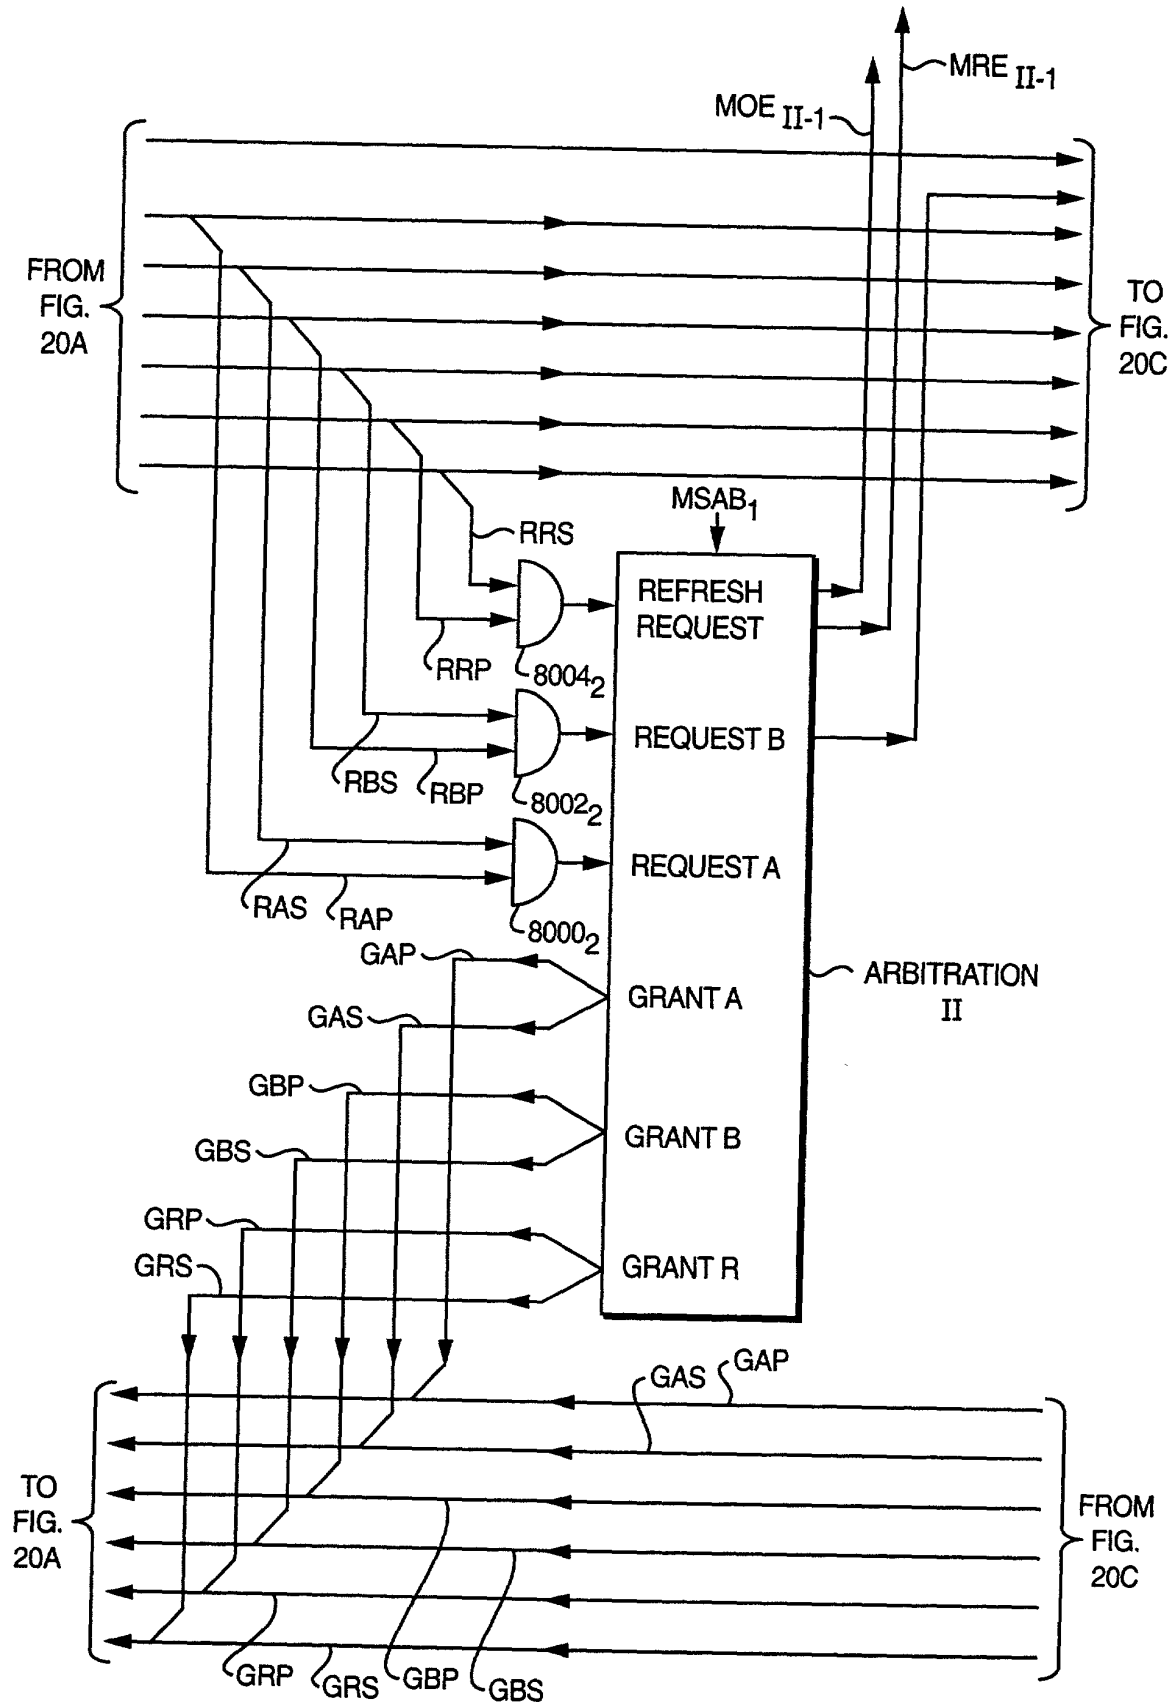 MRE II-1
MOE II-1
FROM
FIG.
20A
TO
FIG.
20C
MSAB1
RRS
REFRESH
REQUEST
RRP
80042
REQUEST B
RBS
RBP
80022
REQUEST A
RAS
RAP
80002
GAP
ARBITRATION
II
GRANT A
GAS
GBP
GRANT B
GBS
GRP
GRS
GRANT R
GAS
GAP
TO
FIG.
20A
FROM
FIG.
20C
GRP
GRS
GBP
GBS